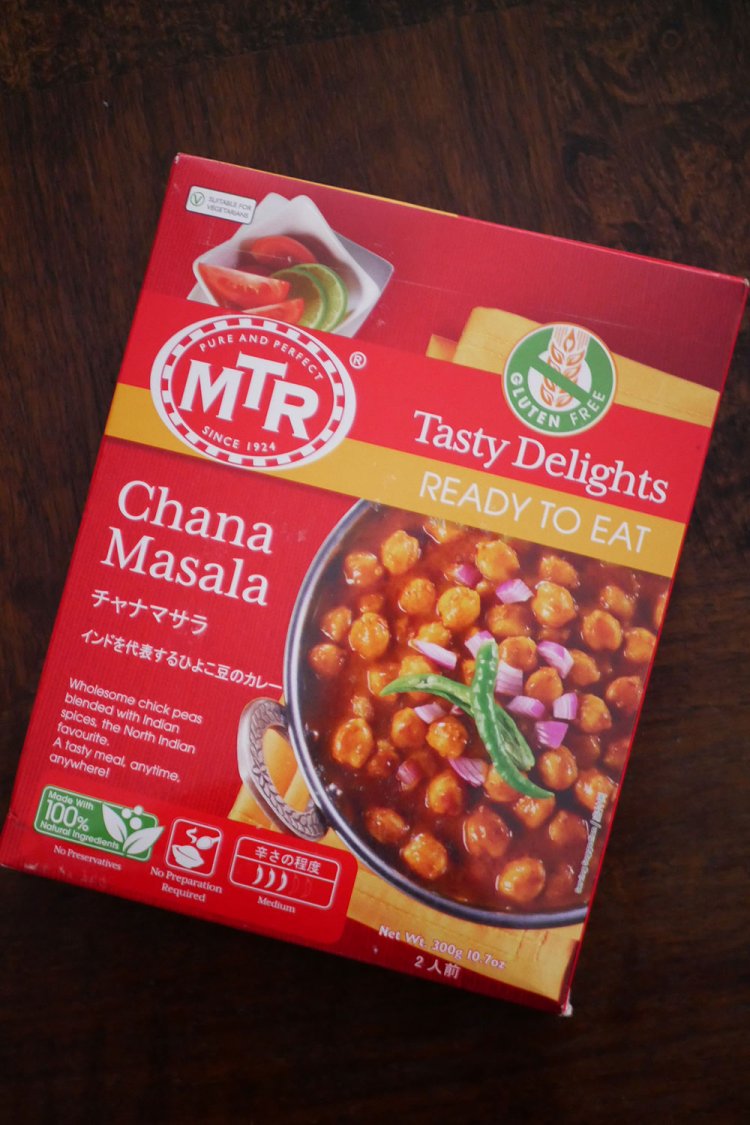 SUITABLE FOR
VEGETARIANS
PURE AND PERFECT
MTR
®
SINCE 1924
GLUTEN FREE
Tasty Delights
READY TO EAT
Chana
Masala
チャナマサラ
インドを代表するひよこ豆のカレー
Wholesome chick peas
blended with Indian
spices, the North Indian
favourite.
A tasty meal, anytime,
anywhere!
Made With
100%
Natural Ingredients
No Preservatives
No Preparation
Required
辛さの程度
Medium
Net Wt. 300g 10.7oz
2人前